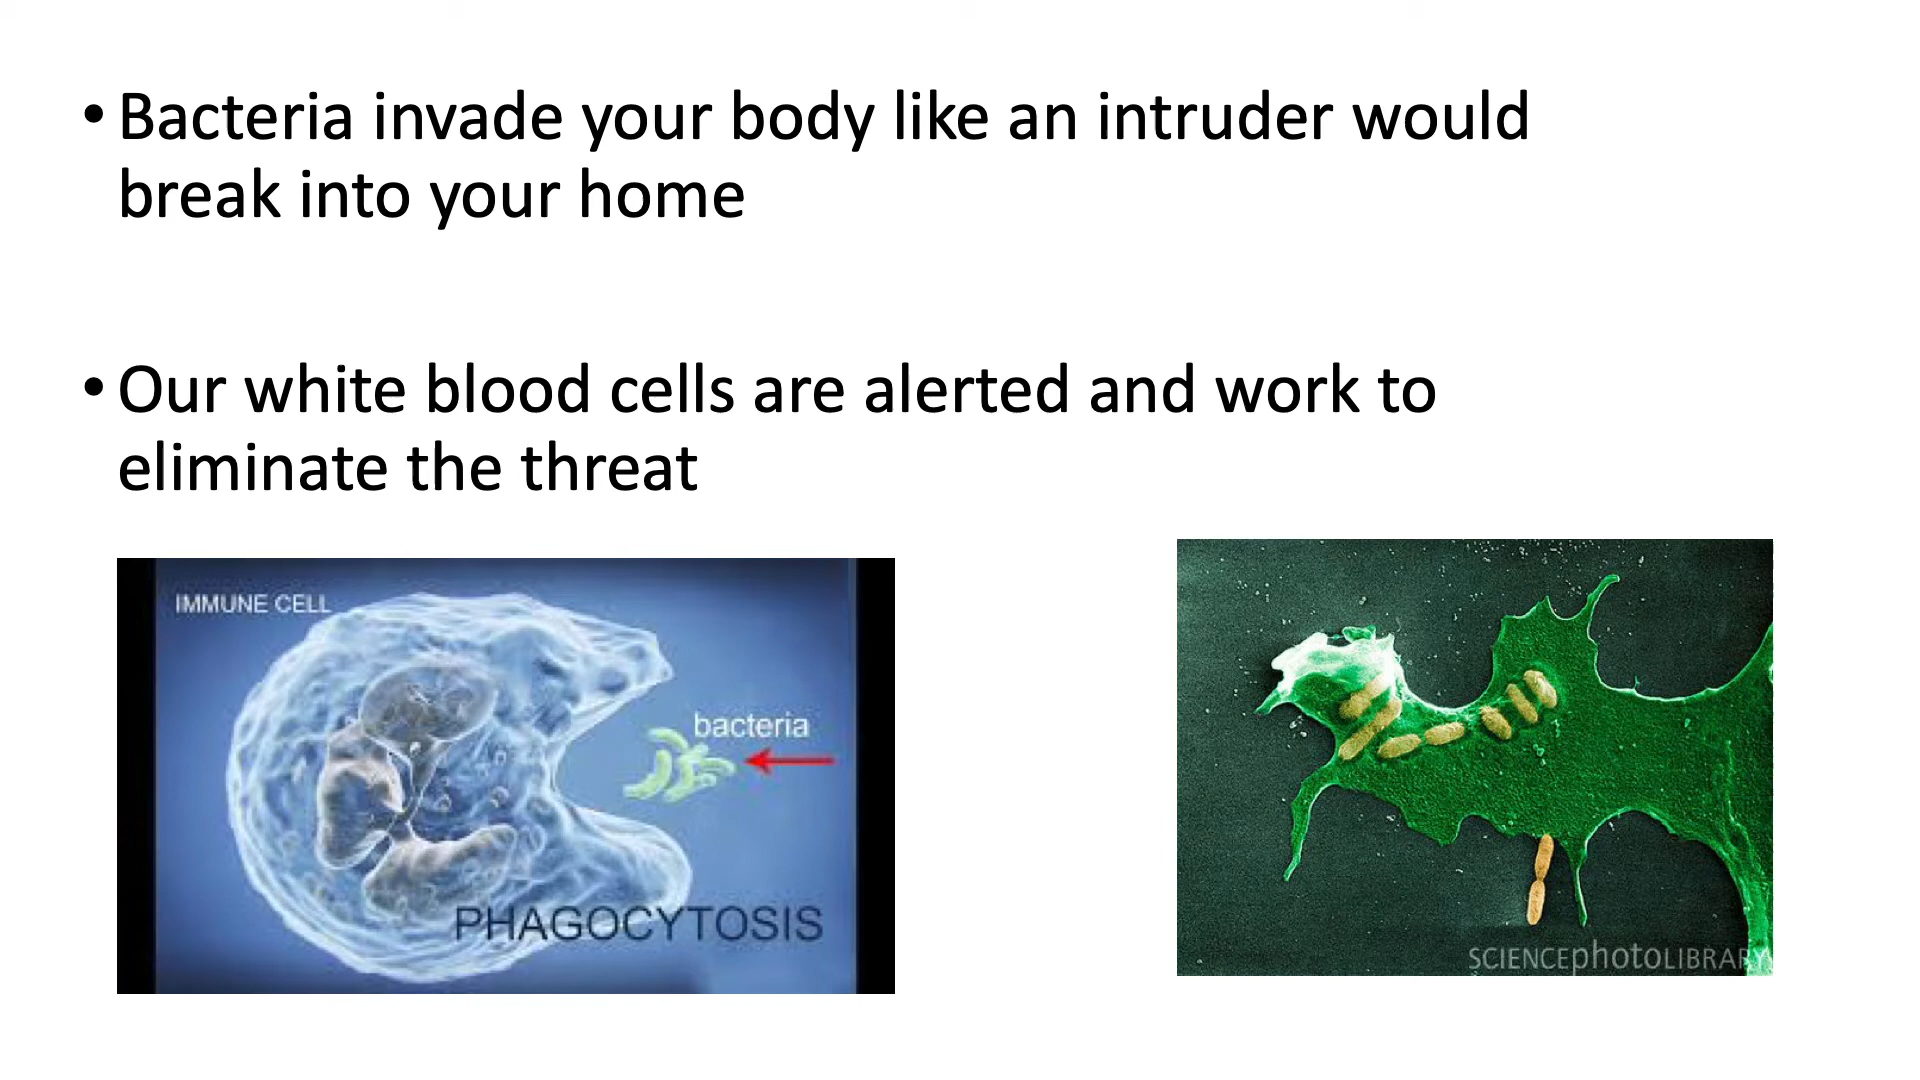 • Bacteria invade your body like an intruder would
break into your home
• Our white blood cells are alerted and work to
eliminate the threat
IMMUNE CELL
bacteria
PHAGOCYTOSIS
SCIENCEphotoLIBRARY